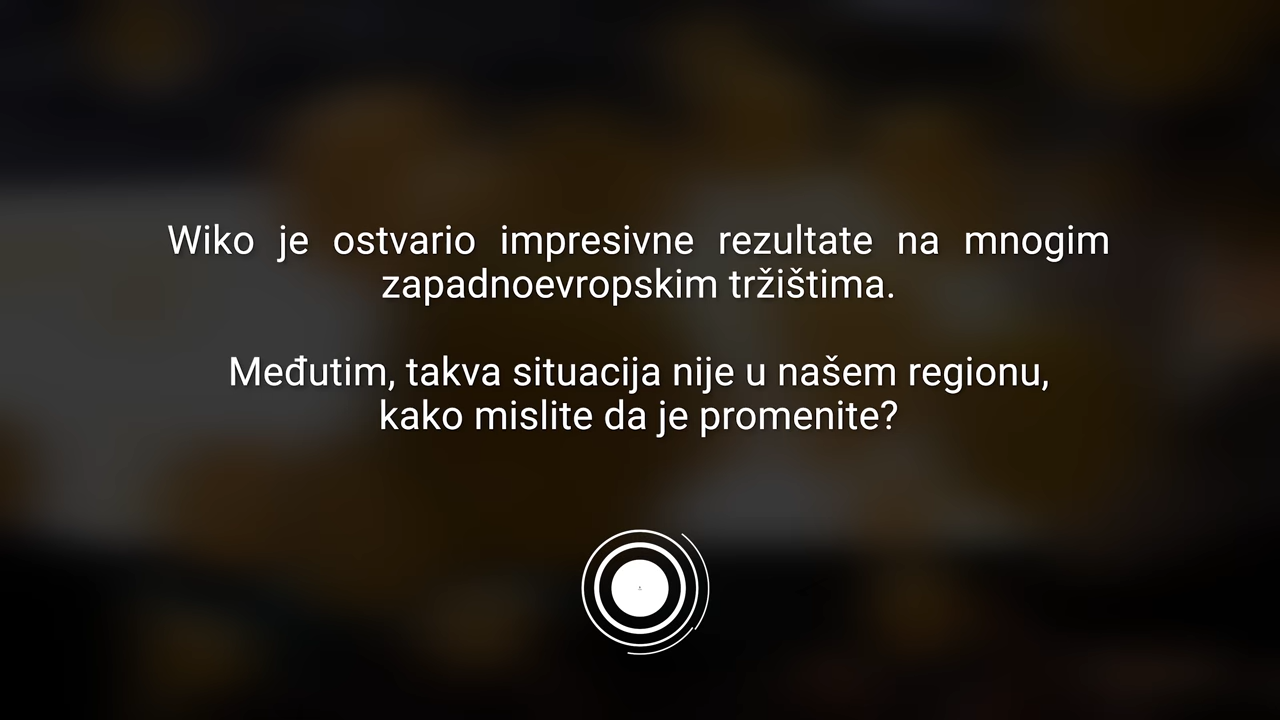 Wiko je ostvario impresivne rezultate na mnogim
zapadnoevropskim tržištima.
Međutim, takva situacija nije u našem regionu,
kako mislite da je promenite?